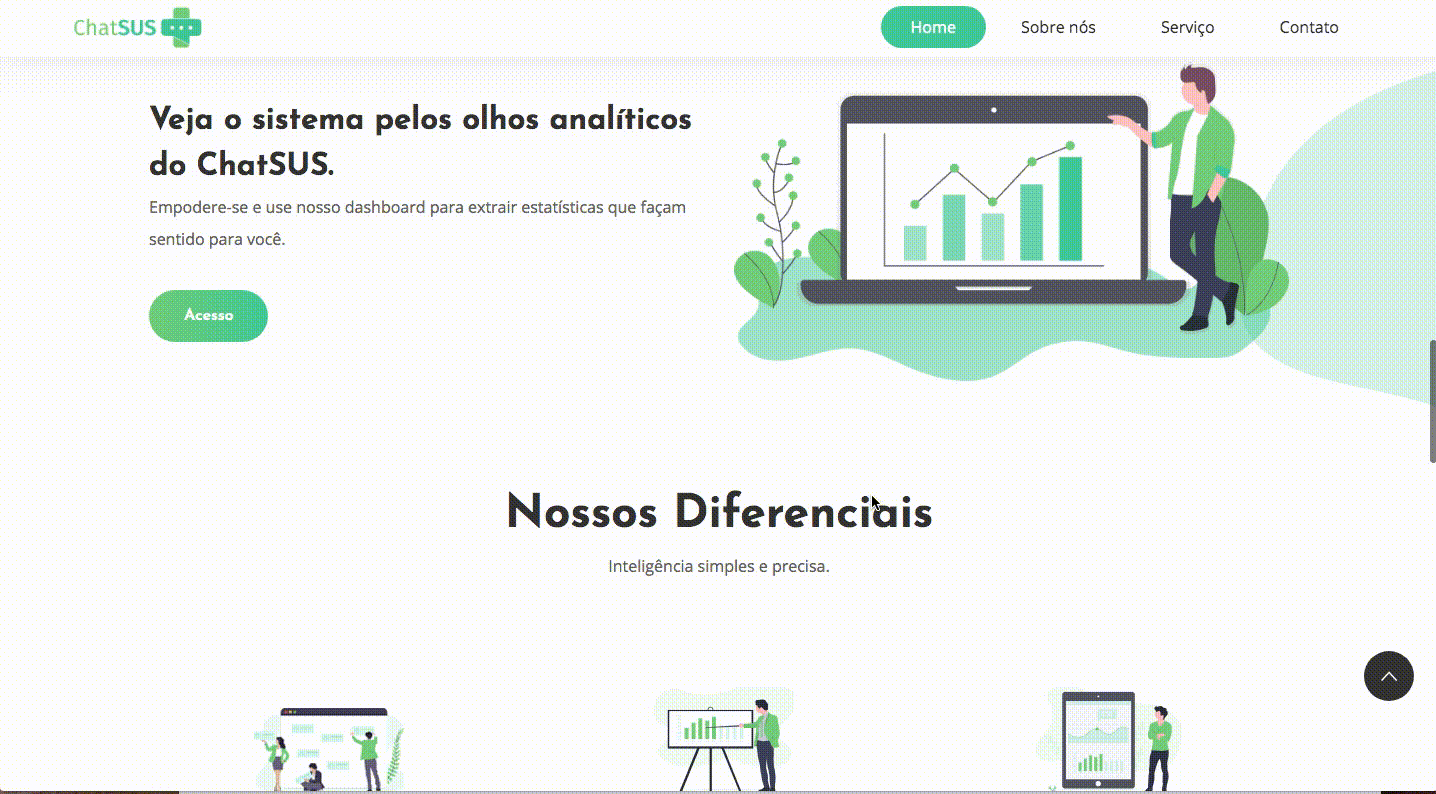 ChatSUS
Home
Sobre nós
Serviço
Contato
Veja o sistema pelos olhos analíticos
do ChatSUS.
Empodere-se e use nosso dashboard para extrair estatísticas que façam
sentido para você.
Acesso
Nossos Diferenciais
Inteligência simples e precisa.